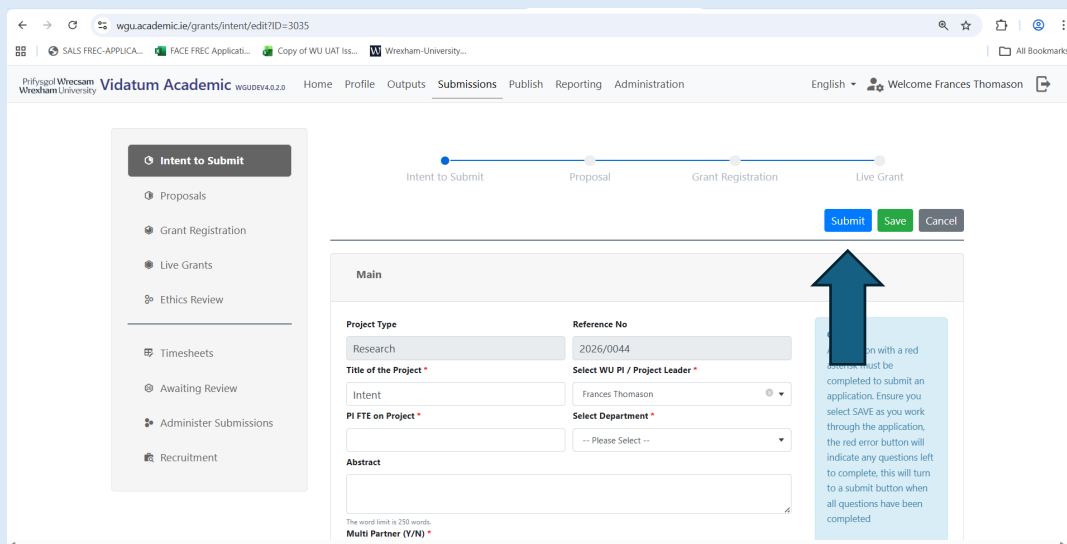 wgu.academic.ie/grants/intent/edit?ID=3035
SALS FREC-APPLICA... FACE FREC Applicati... Copy of WU UAT Iss... Wrexham-University... All Bookmarks
Prifysgol Wrecsam
Wrexham University
Vidatum Academic WGUDEV4.0.2.0 Home Profile Outputs Submissions Publish Reporting Administration English Welcome Frances Thomason
Intent to Submit
Proposals
Grant Registration
Live Grants
Ethics Review
Timesheets
Awaiting Review
Administer Submissions
Recruitment
Intent to Submit Proposal Grant Registration Live Grant
Submit Save Cancel
Main
Project Type Reference No
Research 2026/0044
Title of the Project * Select WU PI / Project Leader *
Intent Frances Thomason
PI FTE on Project * Select Department *
-- Please Select --
Abstract
The word limit is 250 words.
Multi Partner (Y/N) *
with a red
must be
completed to submit an
application. Ensure you
select SAVE as you work
through the application,
the red error button will
indicate any questions left
to complete, this will turn
to a submit button when
all questions have been
completed